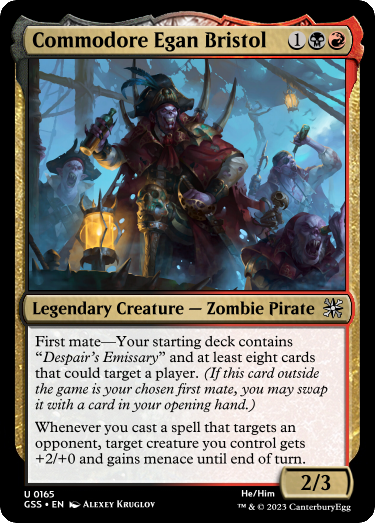 Commodore Egan Bristol 1
Legendary Creature — Zombie Pirate
First mate—Your starting deck contains
“Despair’s Emissary” and at least eight cards
that could target a player. (If this card outside
the game is your chosen first mate, you may swap
it with a card in your opening hand.)
Whenever you cast a spell that targets an
opponent, target creature you control gets
+2/+0 and gains menace until end of turn.
2/3
U 0165
GSS • EN Alexey Kruglov
He/Him
™ & © 2023 CanterburyEgg